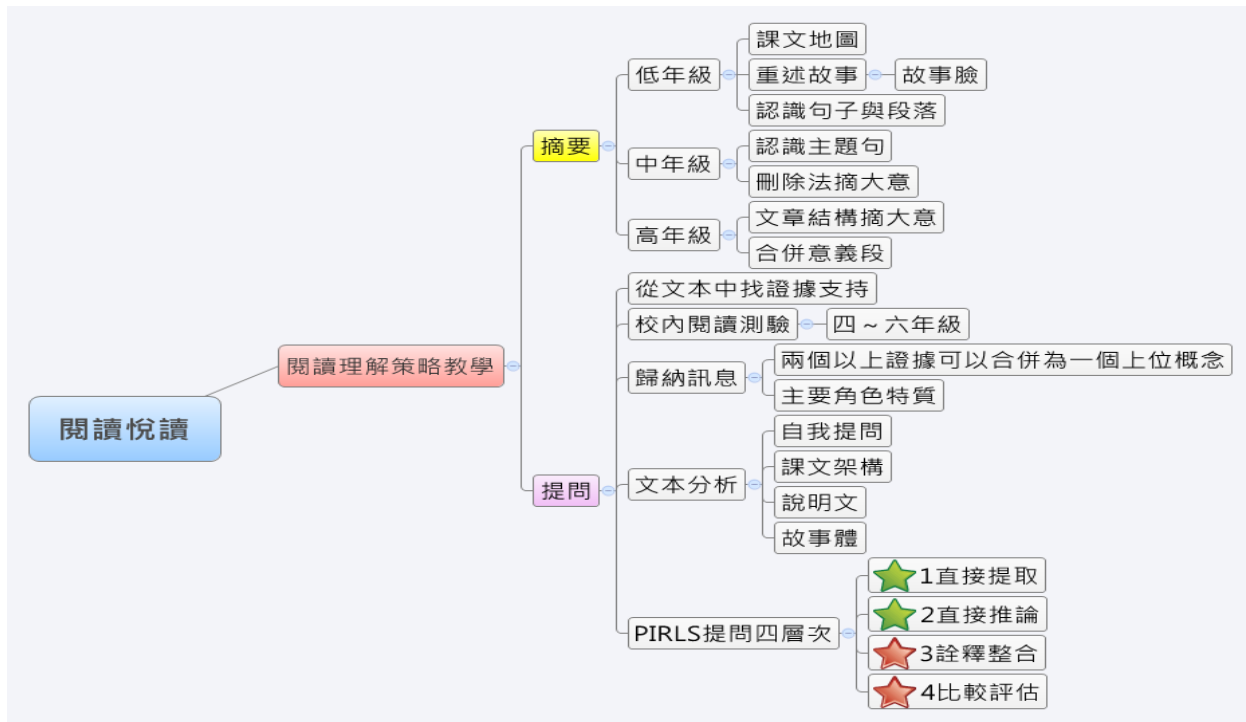 閱讀悅讀
閱讀理解策略教學
摘要
低年級
課文地圖
重述故事
故事臉
認識句子與段落
中年級
認識主題句
刪除法摘大意
高年級
文章結構摘大意
合併意義段
提問
從文本中找證據支持
校內閱讀測驗
四～六年級
歸納訊息
兩個以上證據可以合併為一個上位概念
主要角色特質
文本分析
自我提問
課文架構
說明文
故事體
PIRLS提問四層次
1直接提取
2直接推論
3詮釋整合
4比較評估